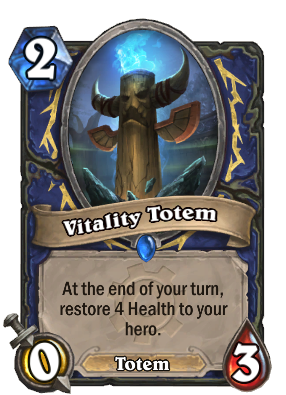 2
Vitality Totem
At the end of your turn,
restore 4 Health to your
hero.
0
Totem
3